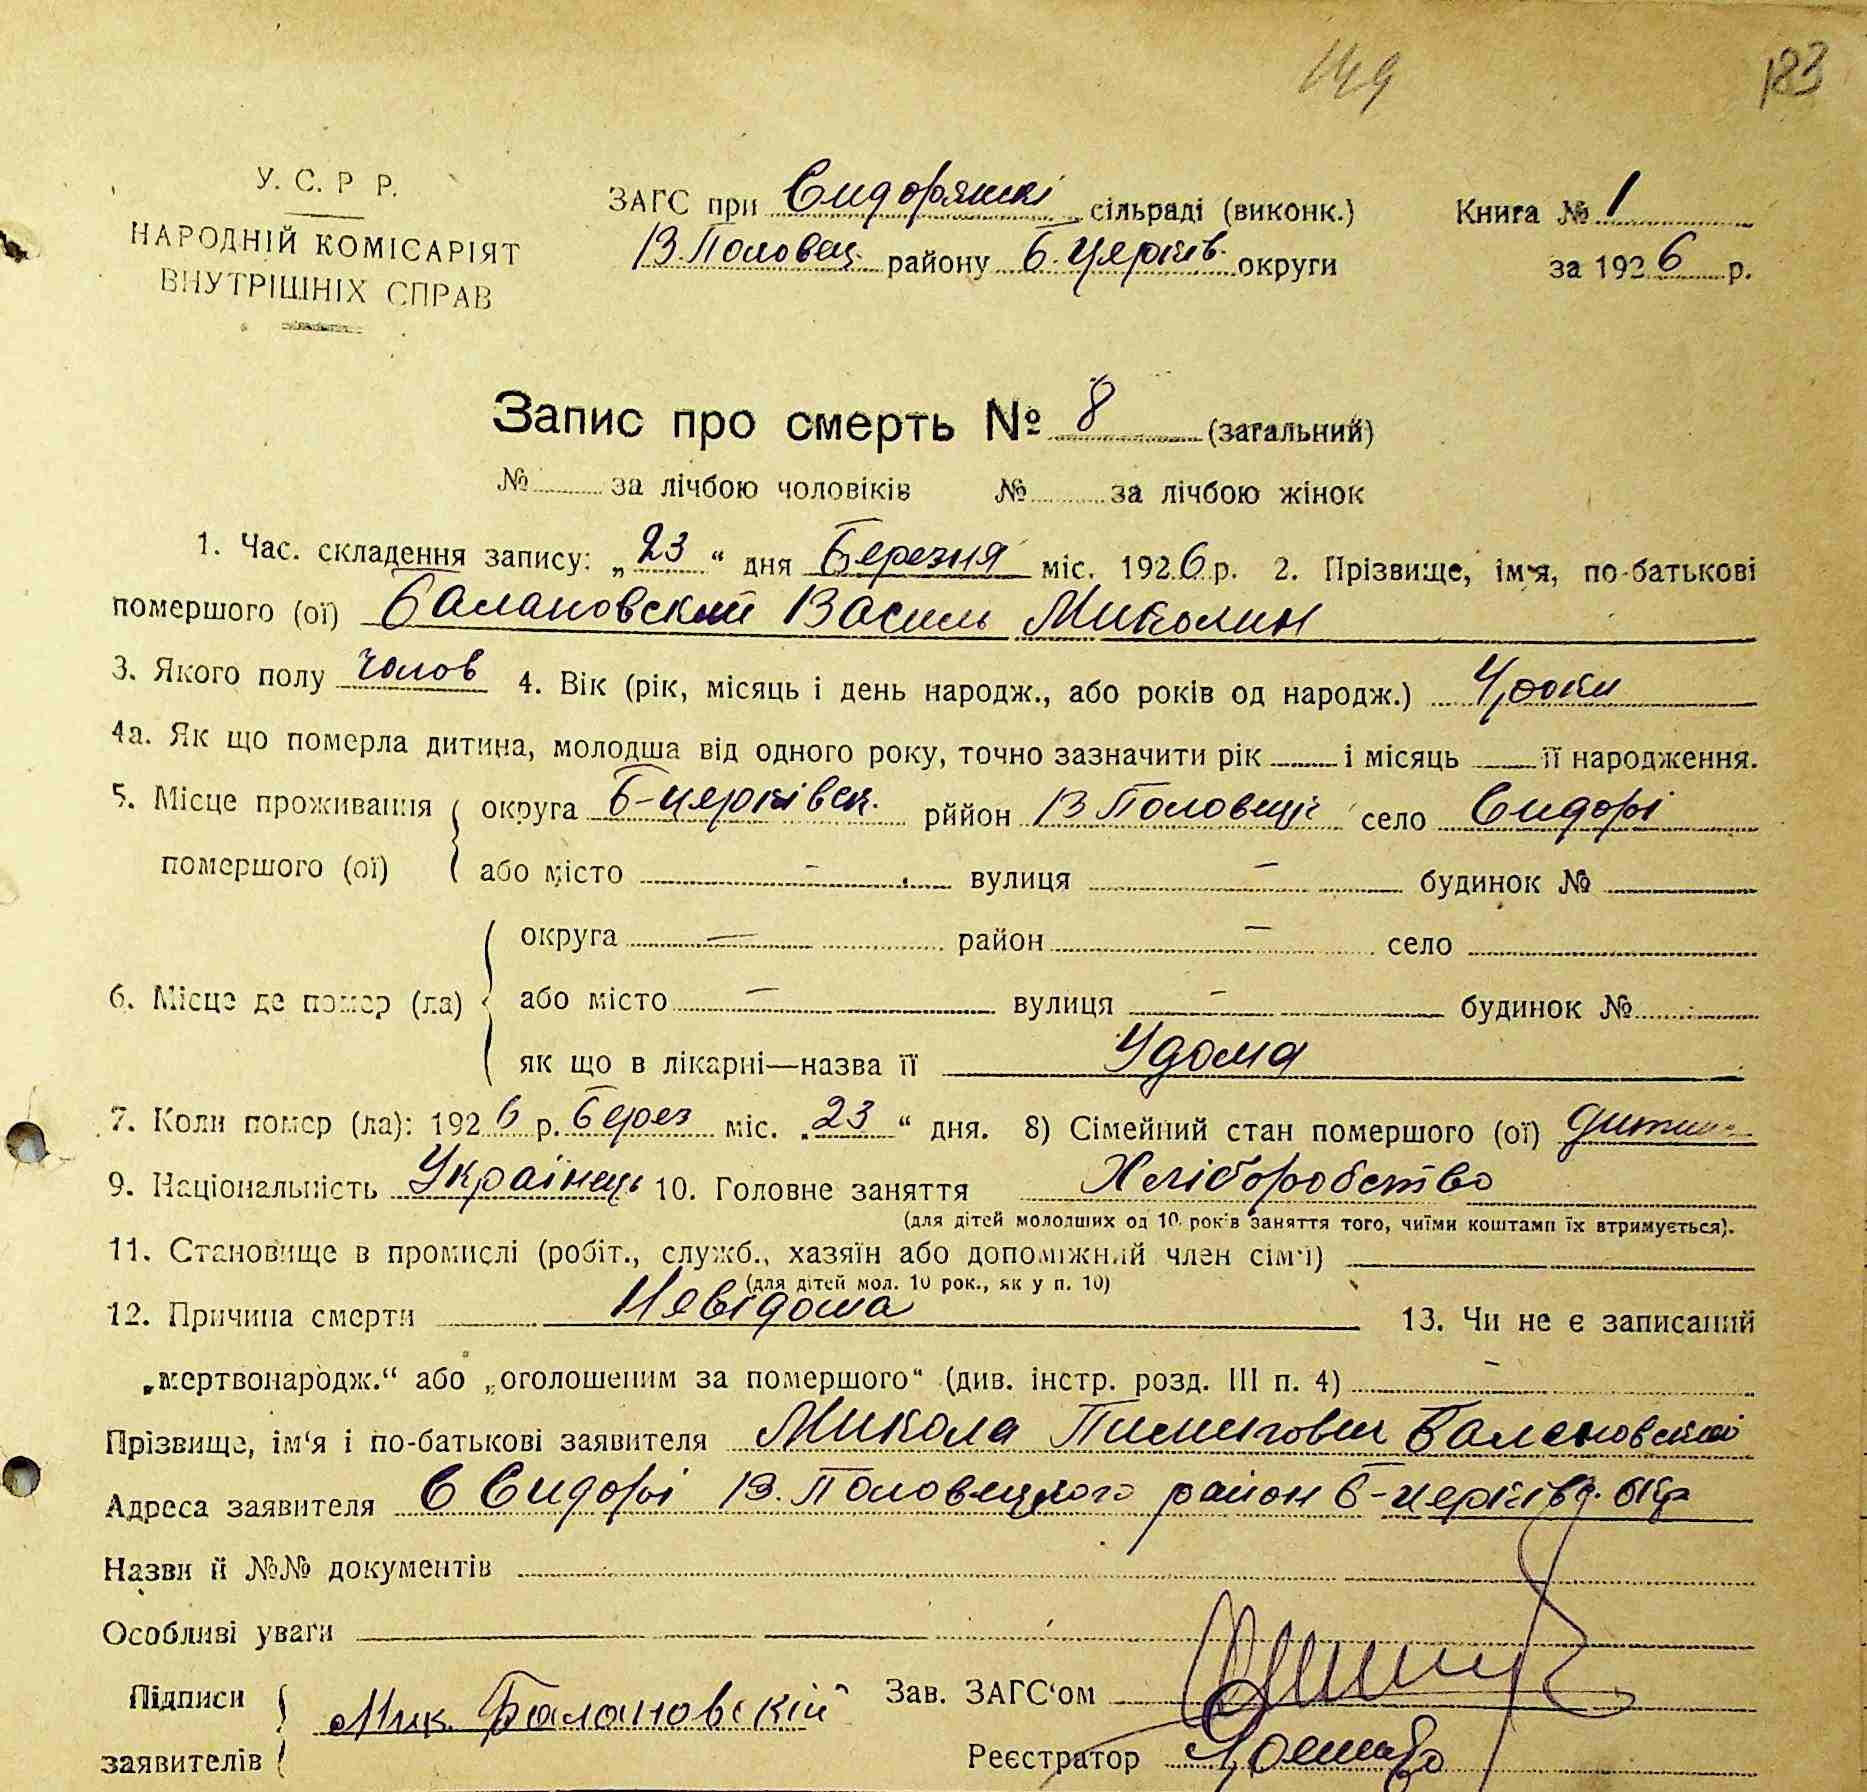 149 183
У. С. Р Р.
НАРОДНІЙ КОМІСАРІЯТ
ВНУТРІШНІХ СПРАВ
ЗАГС при Сидорянскі сільраді (виконк.) Книга № 1
В. Половец. району Б. Церків. округи за 1926 р.
Запис про смерть № 8 (загальний)
№ за лічбою чоловіків № за лічбою жінок
1. Час. складення запису: „23“ дня Березня міс. 1926 р. 2. Прізвище, ім'я, по-батькові
помершого (ої) Балановский Василь Миколин
3. Якого полу чолов 4. Вік (рік, місяць і день народж., або років од народж.) 4 роки
4а. Як що померла дитина, молодша від одного року, точно зазначити рік і місяць її народження.
5. Місце проживання округа Б-церківск. рййон В Половеці село Сидорі
помершого (ої) або місто — вулиця — будинок №
округа — район — село
6. Місце де помер (ла) або місто — вулиця — будинок №
як що в лікарні—назва її Удома
7. Коли помер (ла): 1926 р. Берез міс. „23“ дня. 8) Сімейний стан помершого (ої) дитина
9. Національність Українець 10. Головне заняття Хліборобство
(для дітей молодших од 10 років заняття того, чиїми коштами їх втримується).
11. Становище в промислі (робіт., служб., хазяїн або допоміжний член сім'ї)
(для дітей мол. 10 рок., як у п. 10)
12. Причина смерти Невідома 13. Чи не є записаний
„мертвонародж.“ або „оголошеним за помершого“ (див. інстр. розд. III п. 4) —
Прізвище, ім'я і по-батькові заявителя Микола Балановский
Адреса заявителя С Сидорі В. Половецкого район Б-церків. окр
Назви й №№ документів
Особливі уваги
Підписи Мик. Балановскій Зав. ЗАГС'ом
заявителів Реєстратор